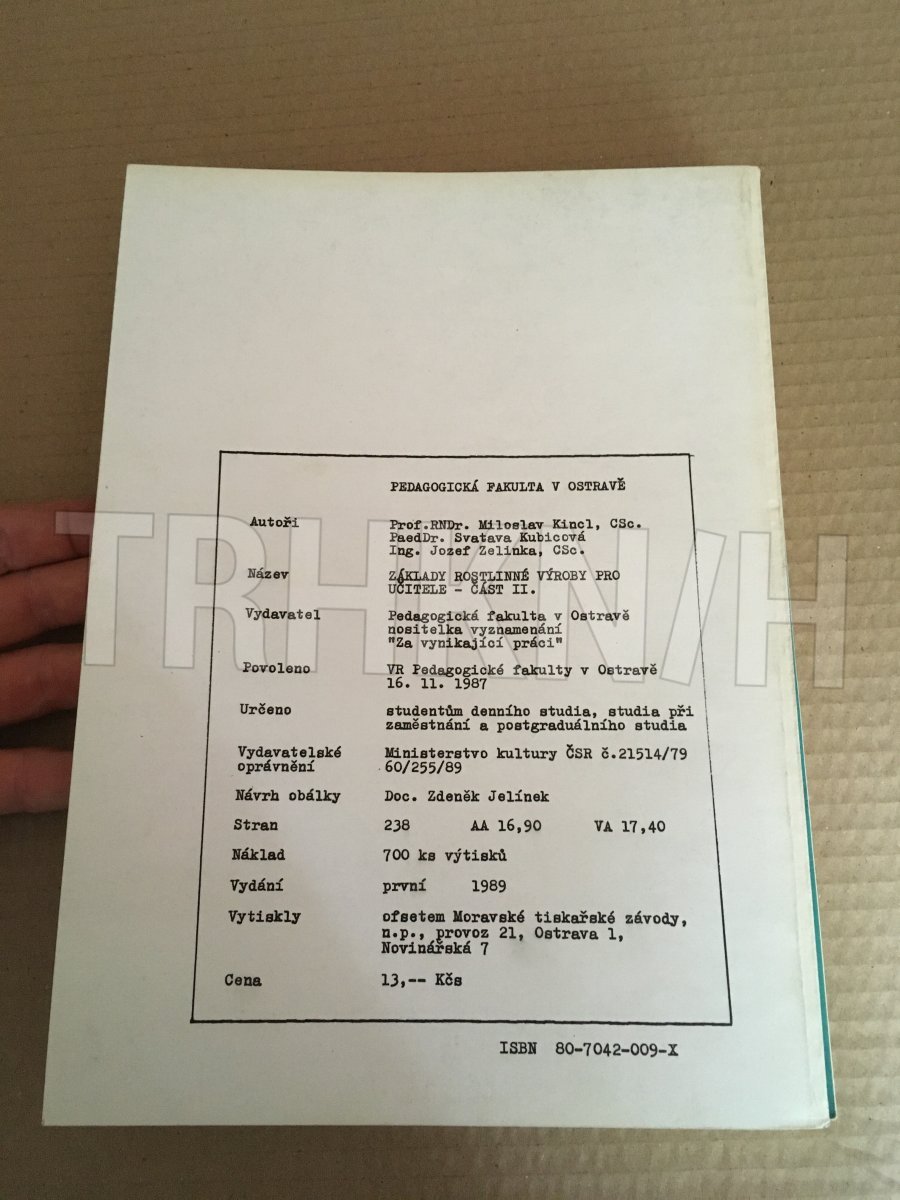 PEDAGOGICKÁ FAKULTA V OSTRAVĚ
Autoři Prof.RNDr. Miloslav Kincl, CSc.
PaedDr. Svatava Kubicová
Ing. Jozef Zelinka, CSc.
Název ZÁKLADY ROSTLINNÉ VÝROBY PRO
UČITELE - ČÁST II.
Vydavatel Pedagogická fakulta v Ostravě
nositelka vyznamenání
"Za vynikající práci"
Povoleno VR Pedagogické fakulty v Ostravě
16. 11. 1987
Určeno studentům denního studia, studia při
zaměstnání a postgraduálního studia
Vydavatelské Ministerstvo kultury ČSR č.21514/79
oprávnění 60/255/89
Návrh obálky Doc. Zdeněk Jelínek
Stran 238 AA 16,90 VA 17,40
Náklad 700 ks výtisků
Vydání první 1989
Vytiskly ofsetem Moravské tiskařské závody,
n.p., provoz 21, Ostrava 1,
Novinářská 7
Cena 13,-- Kčs
ISBN 80-7042-009-X
TRHKNIH